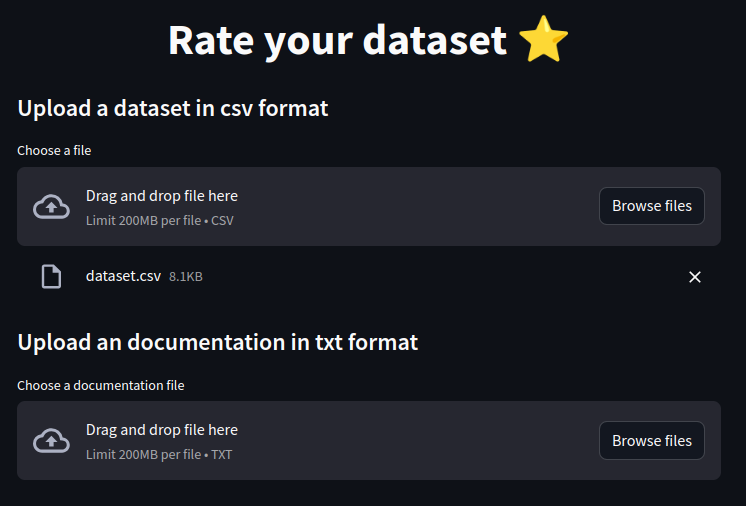 Rate your dataset ⭐
Upload a dataset in csv format
Choose a file
Drag and drop file here
Limit 200MB per file • CSV
Browse files
dataset.csv 8.1KB
Upload an documentation in txt format
Choose a documentation file
Drag and drop file here
Limit 200MB per file • TXT
Browse files